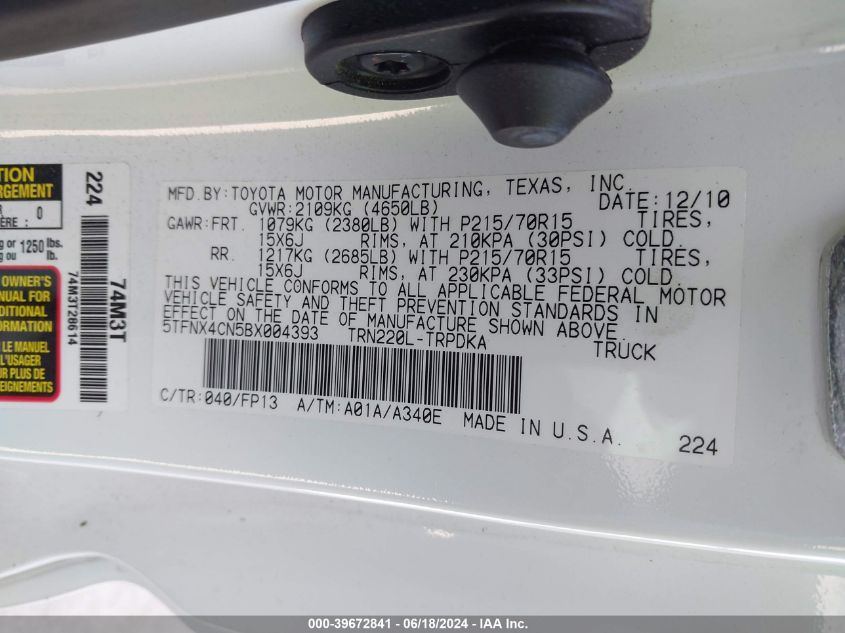 TION
RGEMENT
0
ÈRE :
g or 1250 lbs.
g ou lb.
OWNER'S
NUAL FOR
DITIONAL
FORMATION
LE MANUEL
L'USAGER
UR PLUS DE
EIGNEMENTS
224
74M3T
74M3T28614
MFD.BY:TOYOTA MOTOR MANUFACTURING, TEXAS, INC. DATE:12/10
GVWR:2109KG (4650LB)
GAWR:FRT. 1079KG (2380LB) WITH P215/70R15 TIRES,
15X6J RIMS, AT 210KPA (30PSI) COLD.
RR. 1217KG (2685LB) WITH P215/70R15 TIRES,
15X6J RIMS, AT 230KPA (33PSI) COLD.
THIS VEHICLE CONFORMS TO ALL APPLICABLE FEDERAL MOTOR
VEHICLE SAFETY AND THEFT PREVENTION STANDARDS IN
EFFECT ON THE DATE OF MANUFACTURE SHOWN ABOVE.
5TFNX4CN5BX004393 TRN220L-TRPDKA TRUCK
C/TR:040/FP13 A/TM:A01A/A340E MADE IN U.S.A. 224
000-39672841 - 06/18/2024 - IAA Inc.